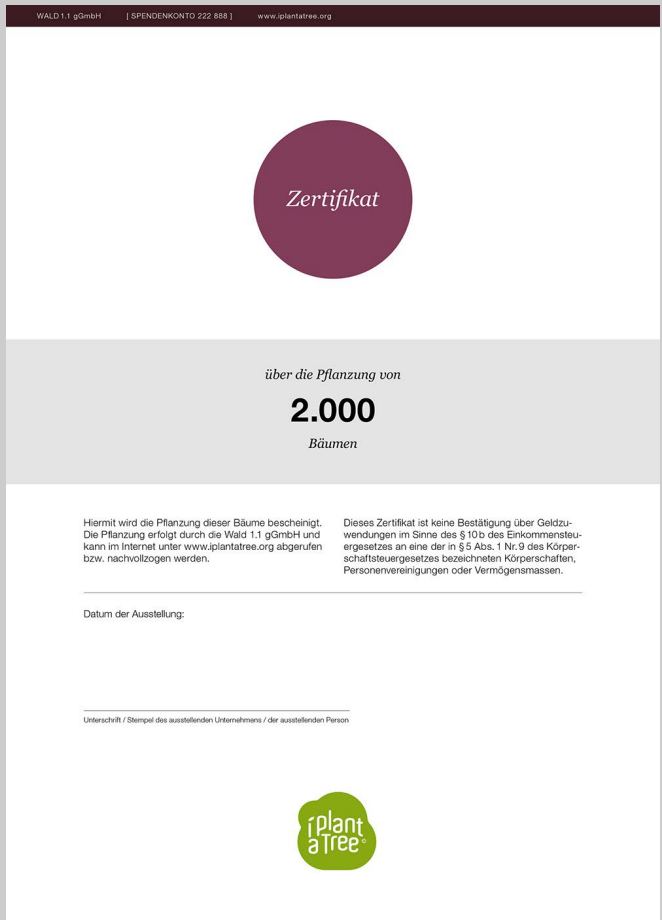 WALD 1.1 gGmbH [ SPENDENKONTO 222 888 ] www.iplantatree.org
Zertifikat
über die Pflanzung von
2.000
Bäumen
Hiermit wird die Pflanzung dieser Bäume bescheinigt.
Die Pflanzung erfolgt durch die Wald 1.1 gGmbH und
kann im Internet unter www.iplantatree.org abgerufen
bzw. nachvollzogen werden.
Dieses Zertifikat ist keine Bestätigung über Geldzu-
wendungen im Sinne des § 10 b des Einkommensteu-
ergesetzes an eine der in § 5 Abs. 1 Nr. 9 des Körper-
schaftsteuergesetzes bezeichneten Körperschaften,
Personenvereinigungen oder Vermögensmassen.
Datum der Ausstellung:
Unterschrift / Stempel des ausstellenden Unternehmens / der ausstellenden Person
iplant
aTree©